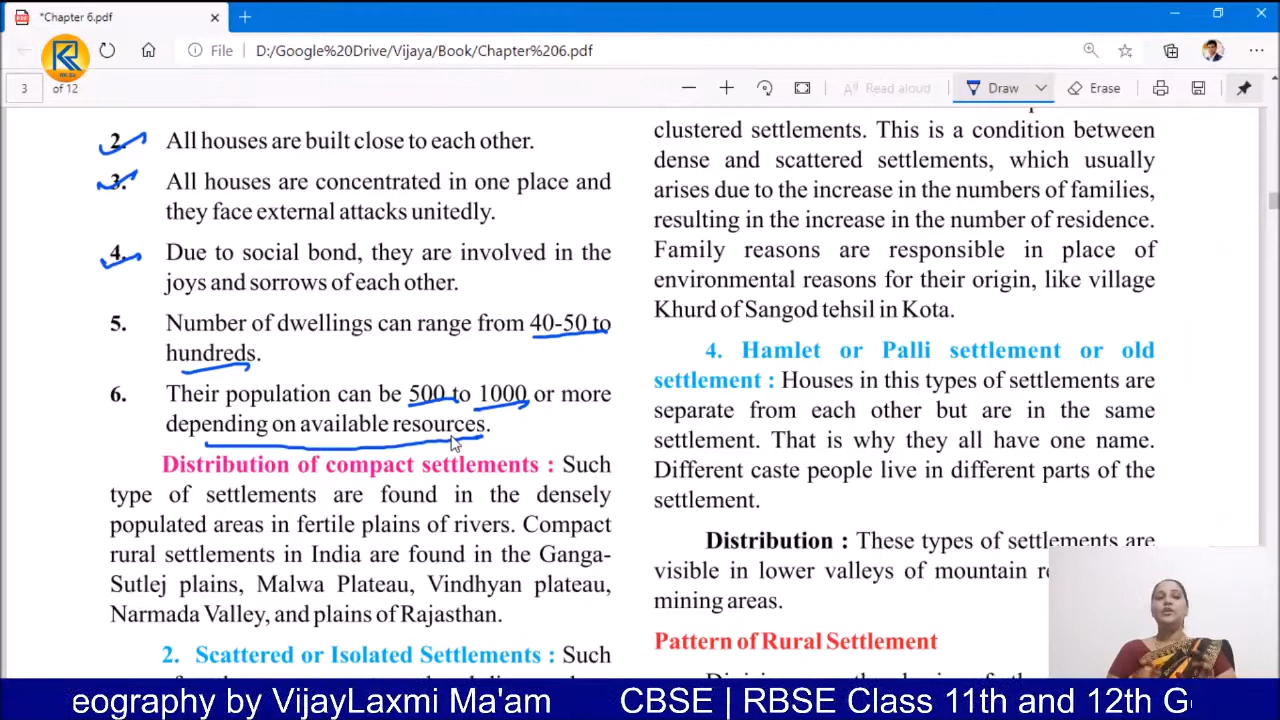 *Chapter 6.pdf
File
D:/Google%20Drive/Vijaya/Book/Chapter%206.pdf
3
of 12
Read aloud
Draw
Erase
2. All houses are built close to each other.
3. All houses are concentrated in one place and
they face external attacks unitedly.
4. Due to social bond, they are involved in the
joys and sorrows of each other.
5. Number of dwellings can range from 40-50 to
hundreds.
6. Their population can be 500 to 1000 or more
depending on available resources.
Distribution of compact settlements : Such
type of settlements are found in the densely
populated areas in fertile plains of rivers. Compact
rural settlements in India are found in the Ganga-
Sutlej plains, Malwa Plateau, Vindhyan plateau,
Narmada Valley, and plains of Rajasthan.
2. Scattered or Isolated Settlements : Such
clustered settlements. This is a condition between
dense and scattered settlements, which usually
arises due to the increase in the numbers of families,
resulting in the increase in the number of residence.
Family reasons are responsible in place of
environmental reasons for their origin, like village
Khurd of Sangod tehsil in Kota.
4. Hamlet or Palli settlement or old
settlement : Houses in this types of settlements are
separate from each other but are in the same
settlement. That is why they all have one name.
Different caste people live in different parts of the
settlement.
Distribution : These types of settlements are
visible in lower valleys of mountain
mining areas.
Pattern of Rural Settlement
eography by VijayLaxmi Ma'am CBSE | RBSE Class 11th and 12th G